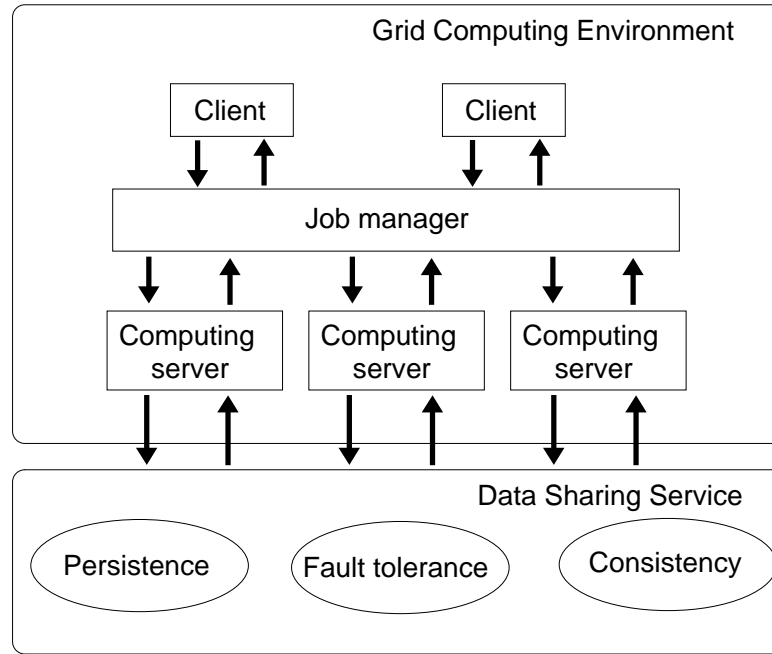 Grid Computing Environment
Client
Client
Job manager
Computing
server
Computing
server
Computing
server
Data Sharing Service
Persistence
Fault tolerance
Consistency